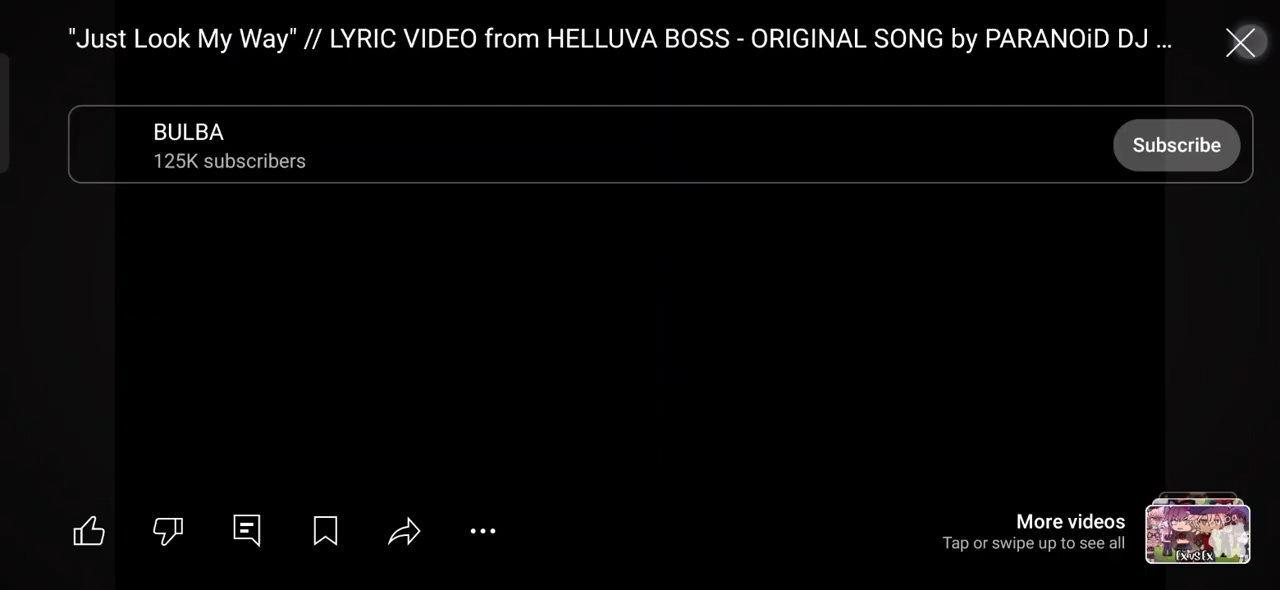 "Just Look My Way" // LYRIC VIDEO from HELLUVA BOSS - ORIGINAL SONG by PARANOiD DJ ...
BULBA
125K subscribers
Subscribe
More videos
Tap or swipe up to see all